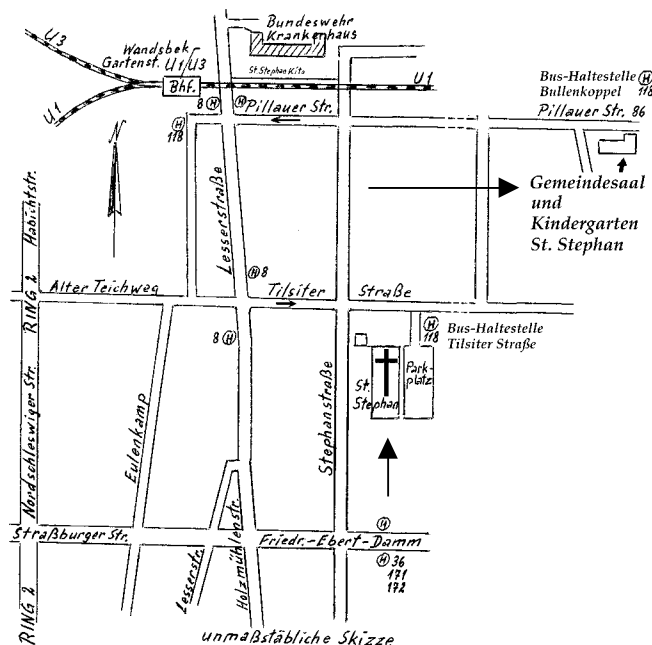 U3
Bundeswehr
Krankenhaus
Wandsbek
Gartenst.
U1/U3
Bhf.
St. Stephan Kita
U1
U1
Bus-Haltestelle H
Bullenkoppel 118
8 H
H
Pillauer Str.
Pillauer Str. 86
H
118
N
Gemeindesaal
und
Kindergarten
St. Stephan
Lesserstraße
RING 2 Habichtstr.
H 8
Alter Teichweg
Tilsiter Straße
8 H
H
118
Bus-Haltestelle
Tilsiter Straße
St.
Stephan
Park-
platz
Stephanstraße
Eulenkamp
Nordschleswiger Str.
H
Straßburger Str.
Friedr.-Ebert-Damm
Lesserstr.
Holzmühlenstr.
H 36
171
172
RING 2
unmaßstäbliche Skizze